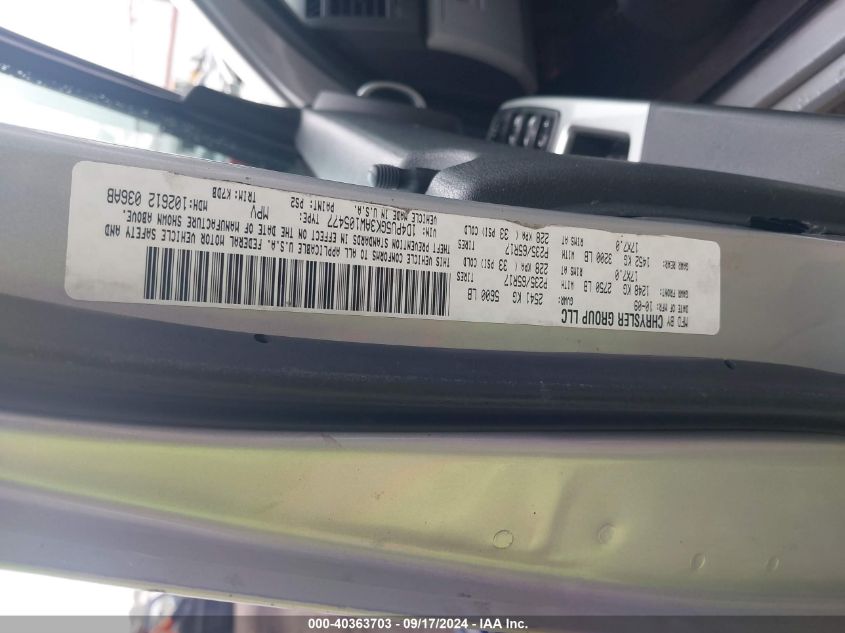 MFD BY CHRYSLER GROUP LLC
DATE OF MFR: 10-09 GVWR: 2541 KG 5600 LB
GAWR FRONT: 1248 KG 2750 LB WITH TIRES
17X7.0 RIMS AT P235/65R17 228 KPA( 33 PSI) COLD
GAWR REAR: 1452 KG 3200 LB WITH TIRES
17X7.0 RIMS AT P235/65R17 228 KPA( 33 PSI) COLD
THIS VEHICLE CONFORMS TO ALL APPLICABLE U.S.A. FEDERAL MOTOR VEHICLE SAFETY AND
THEFT PREVENTION STANDARDS IN EFFECT ON THE DATE OF MANUFACTURE SHOWN ABOVE.
VIN: 1D4PU5GK3AW105477 TYPE: MPV MDH:102612 036AB
VEHICLE MADE IN U.S.A. PAINT: PS2 TRIM: K7DB
000-40363703 - 09/17/2024 - IAA Inc.